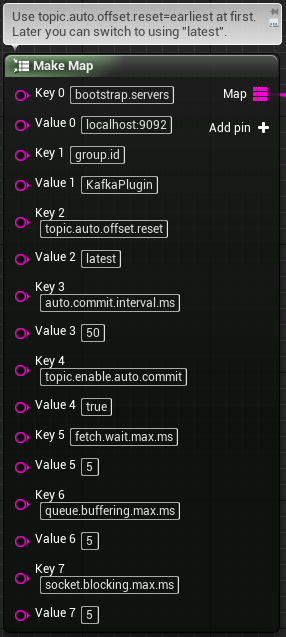 Use topic.auto.offset.reset=earliest at first.
Later you can switch to using "latest".
Make Map
Key 0 bootstrap.servers Map
Value 0 localhost:9092 Add pin
Key 1 group.id
Value 1 KafkaPlugin
Key 2
topic.auto.offset.reset
Value 2 latest
Key 3
auto.commit.interval.ms
Value 3 50
Key 4
topic.enable.auto.commit
Value 4 true
Key 5 fetch.wait.max.ms
Value 5 5
Key 6
queue.buffering.max.ms
Value 6 5
Key 7
socket.blocking.max.ms
Value 7 5